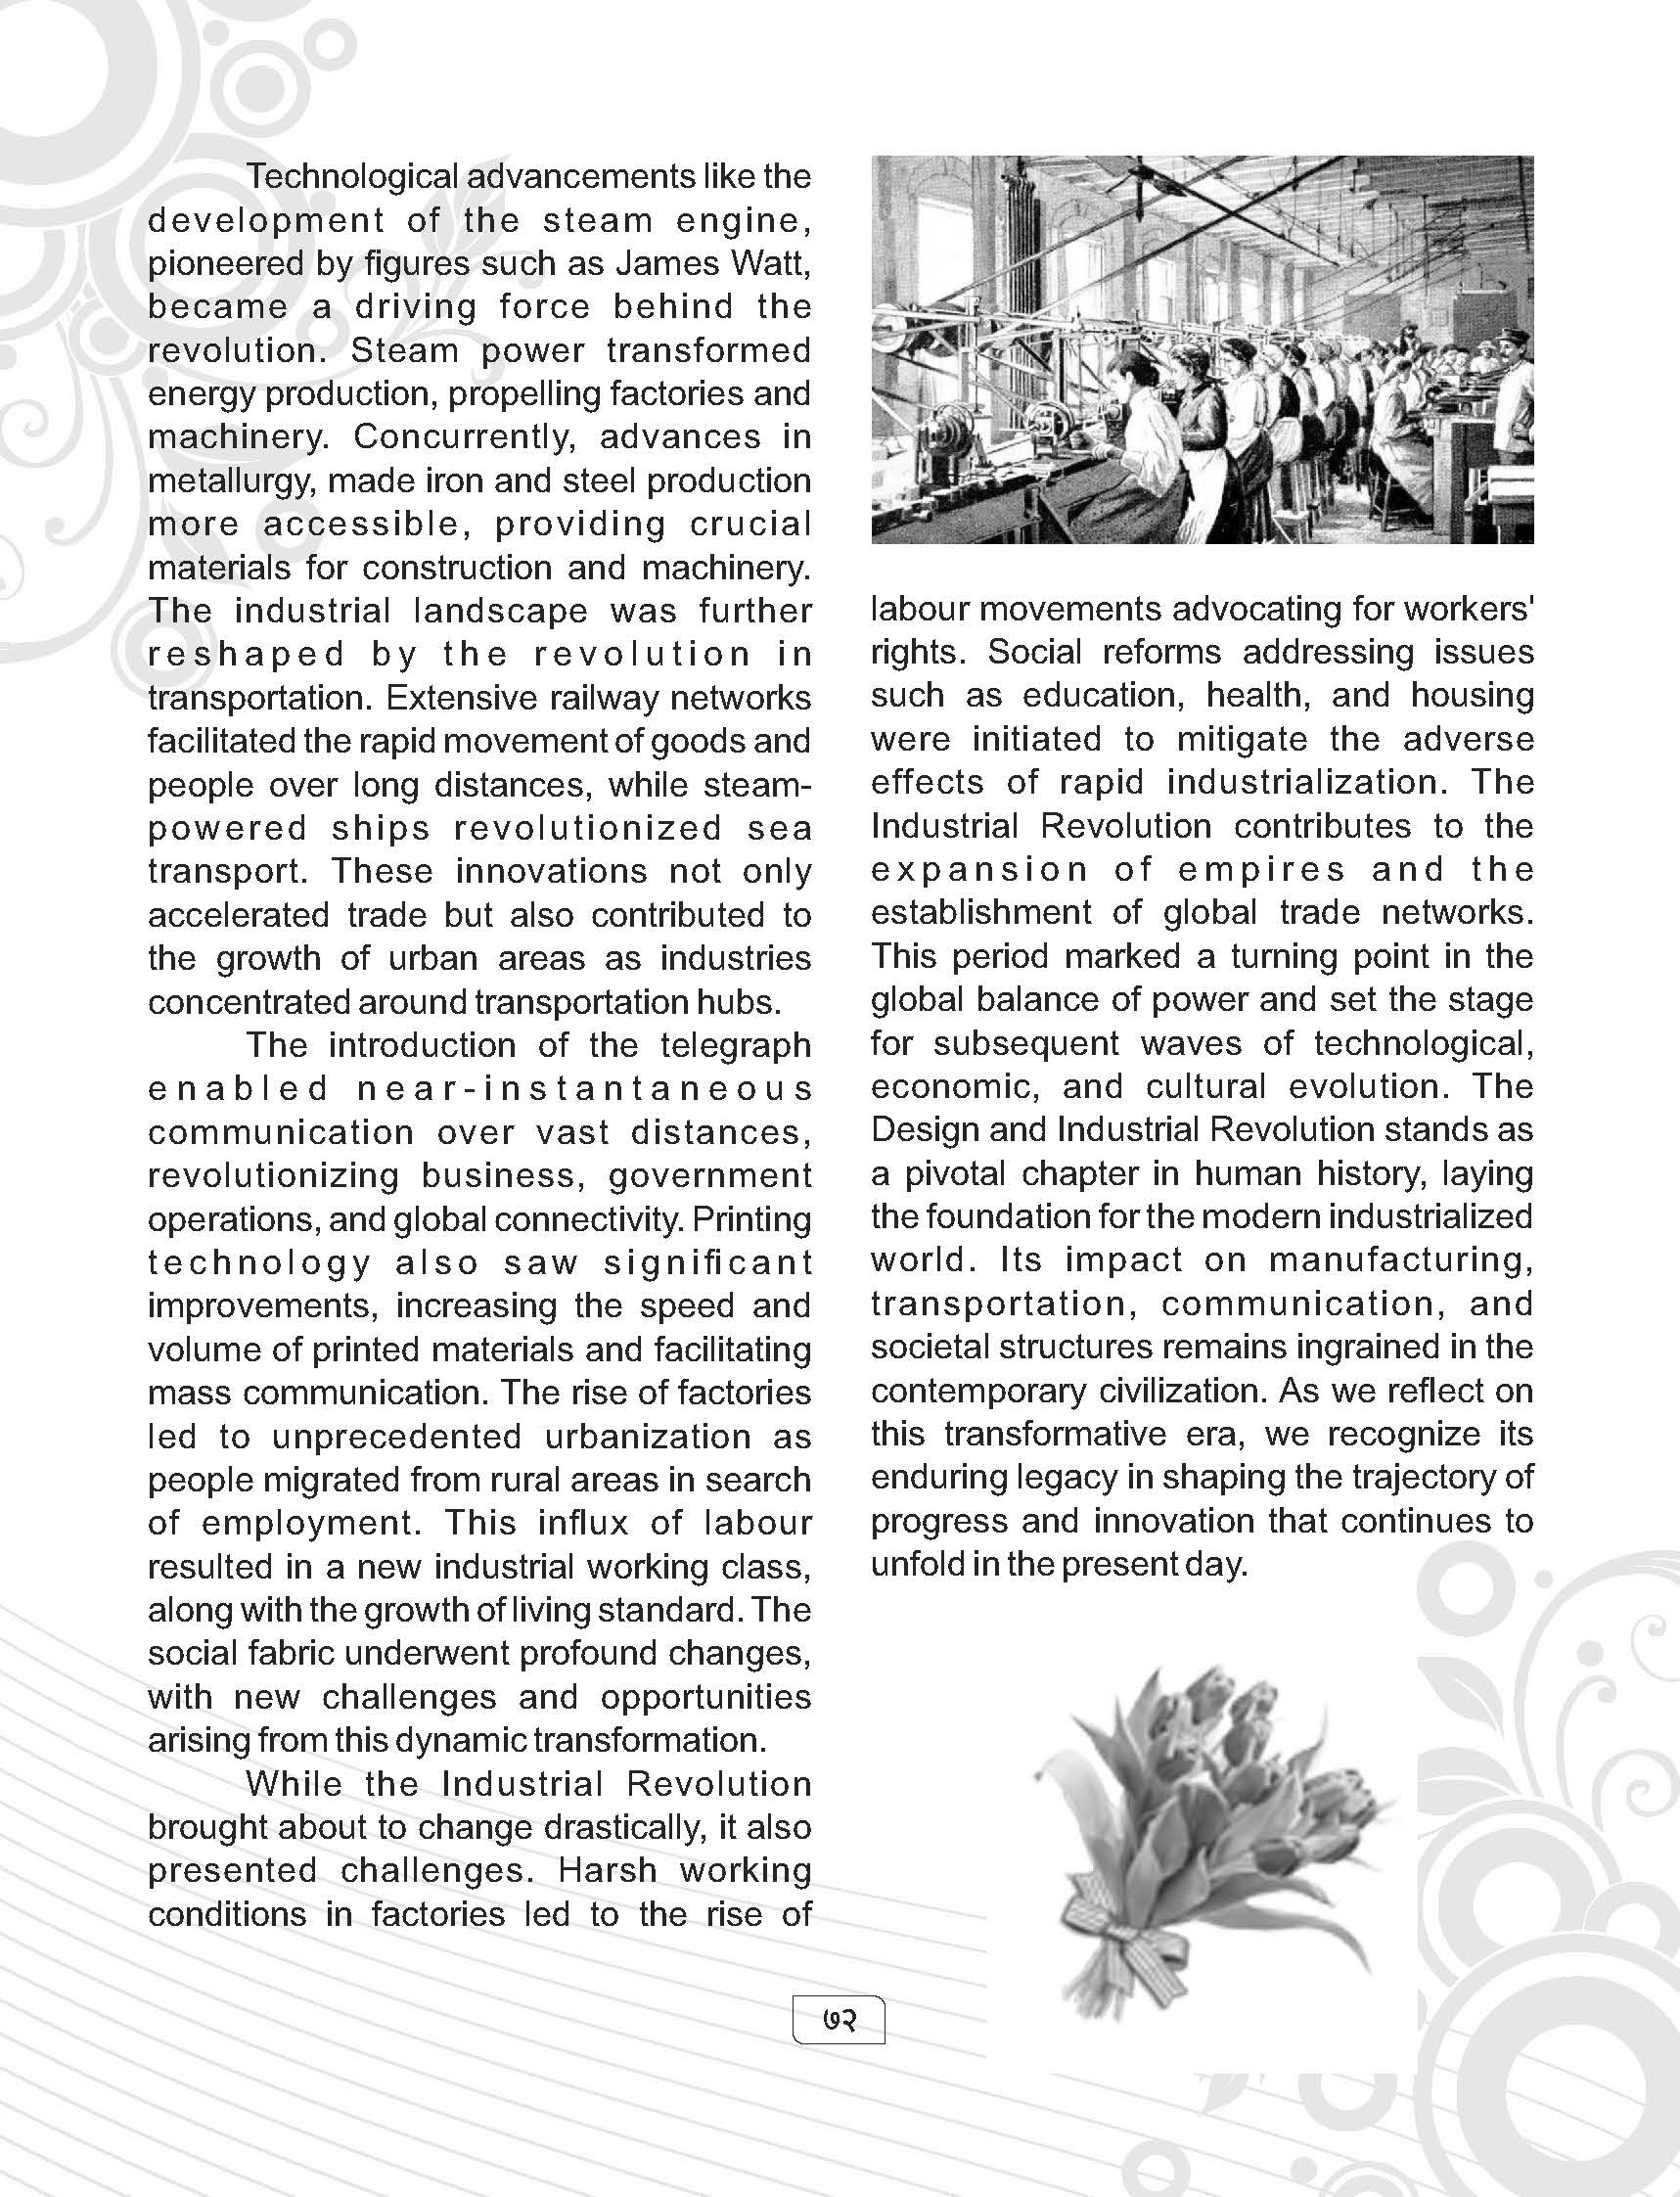 Technological advancements like the
development of the steam engine,
pioneered by figures such as James Watt,
became a driving force behind the
revolution. Steam power transformed
energy production, propelling factories and
machinery. Concurrently, advances in
metallurgy, made iron and steel production
more accessible, providing crucial
materials for construction and machinery.
The industrial landscape was further
reshaped by the revolution in
transportation. Extensive railway networks
facilitated the rapid movement of goods and
people over long distances, while steam-
powered ships revolutionized sea
transport. These innovations not only
accelerated trade but also contributed to
the growth of urban areas as industries
concentrated around transportation hubs.
The introduction of the telegraph
enabled near-instantaneous
communication over vast distances,
revolutionizing business, government
operations, and global connectivity. Printing
technology also saw significant
improvements, increasing the speed and
volume of printed materials and facilitating
mass communication. The rise of factories
led to unprecedented urbanization as
people migrated from rural areas in search
of employment. This influx of labour
resulted in a new industrial working class,
along with the growth of living standard. The
social fabric underwent profound changes,
with new challenges and opportunities
arising from this dynamic transformation.
While the Industrial Revolution
brought about to change drastically, it also
presented challenges. Harsh working
conditions in factories led to the rise of
labour movements advocating for workers'
rights. Social reforms addressing issues
such as education, health, and housing
were initiated to mitigate the adverse
effects of rapid industrialization. The
Industrial Revolution contributes to the
expansion of empires and the
establishment of global trade networks.
This period marked a turning point in the
global balance of power and set the stage
for subsequent waves of technological,
economic, and cultural evolution. The
Design and Industrial Revolution stands as
a pivotal chapter in human history, laying
the foundation for the modern industrialized
world. Its impact on manufacturing,
transportation, communication, and
societal structures remains ingrained in the
contemporary civilization. As we reflect on
this transformative era, we recognize its
enduring legacy in shaping the trajectory of
progress and innovation that continues to
unfold in the present day.
৭২